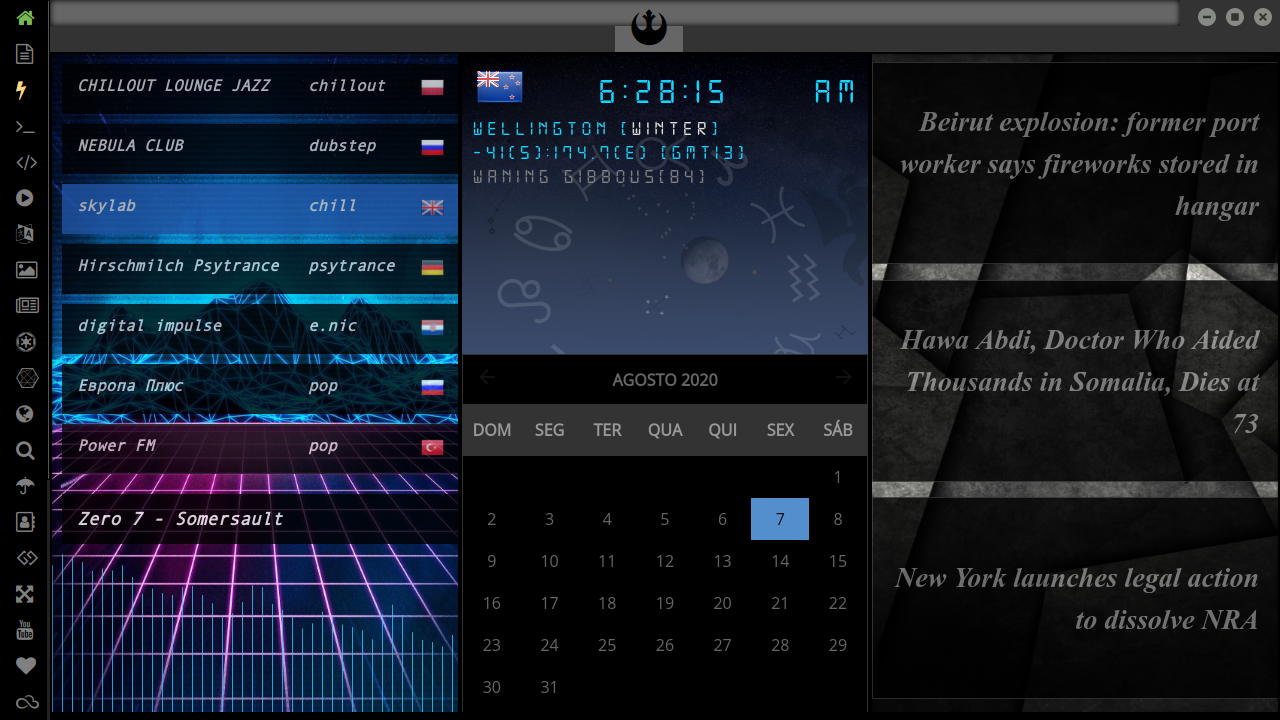 CHILLOUT LOUNGE JAZZ chillout
NEBULA CLUB dubstep
skylab chill
Hirschmilch Psytrance psytrance
digital impulse e.nic
Европа Плюс pop
Power FM pop
Zero 7 - Somersault
6:28:15 AM
WELLINGTON (WINTER)
-41(S):174.7(E) (GMT13)
WANING GIBBOUS(84)
AGOSTO 2020
DOM SEG TER QUA QUI SEX SÁB
1
2 3 4 5 6 7 8
9 10 11 12 13 14 15
16 17 18 19 20 21 22
23 24 25 26 27 28 29
30 31
Beirut explosion: former port
worker says fireworks stored in
hangar
Hawa Abdi, Doctor Who Aided
Thousands in Somalia, Dies at
73
New York launches legal action
to dissolve NRA
You
Tube